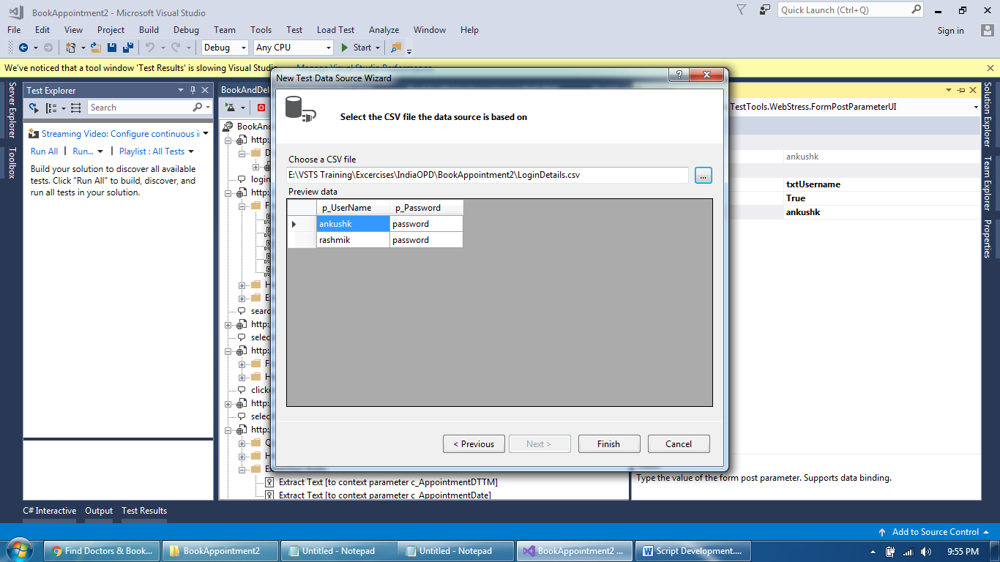 BookAppointment2 - Microsoft Visual Studio
Quick Launch (Ctrl+Q)
File Edit View Project Build Debug Team Tools Test Load Test Analyze Window Help
Sign in
Debug Any CPU Start
We've noticed that a tool window 'Test Results' is slowing Visual Studio
New Test Data Source Wizard
?
Server Explorer
Toolbox
Test Explorer
Search
Streaming Video: Configure continuous i
Run All | Run... | Playlist : All Tests
Build your solution to discover all available
tests. Click "Run All" to build, discover, and
run all tests in your solution.
BookAndDel
BookAnd
http:
D
login
http:
F
H
E
searc
http:
selec
http:
F
H
clicke
http:
selec
http:
Q
H
Extract Text [to context parameter c_AppointmentDTTM]
Extract Text [to context parameter c_AppointmentDate]
Select the CSV file the data source is based on
Choose a CSV file
E:\VSTS Training\Excercises\IndiaOPD\BookAppointment2\LoginDetails.csv
...
Preview data
p_UserName p_Password
ankushk password
rashmik password
< Previous Next > Finish Cancel
TestTools.WebStress.FormPostParameterUI
ankushk
txtUsername
True
ankushk
Type the value of the form post parameter. Supports data binding.
Solution Explorer
Team Explorer
Properties
C# Interactive Output Test Results
Add to Source Control
Find Doctors & Book... BookAppointment2 Untitled - Notepad Untitled - Notepad BookAppointment2 ... Script Development....
9:55 PM